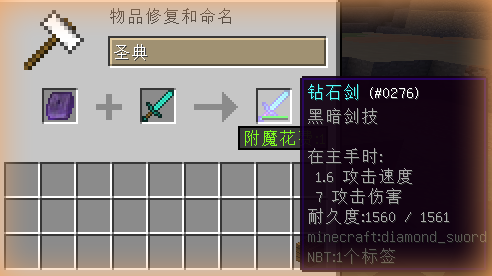 物品修复和命名
圣典
附魔花
钻石剑 (#0276)
黑暗剑技
在主手时:
1.6 攻击速度
7 攻击伤害
耐久度:1560 / 1561
minecraft:diamond_sword
NBT:1个标签